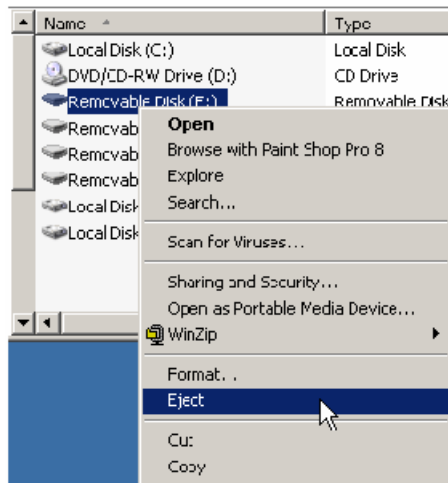 Name Type
Local Disk (C:) Local Disk
DVD/CD-RW Drive (D:) CD Drive
Removable Disk (E:) Removable Disk
Removab
Open
Removab
Browse with Paint Shop Pro 8
Removab
Explore
Local Disk
Search...
Local Disk
Scan for Viruses...
Sharing and Security...
Open as Portable Media Device...
WinZip
Format...
Eject
Cut
Copy